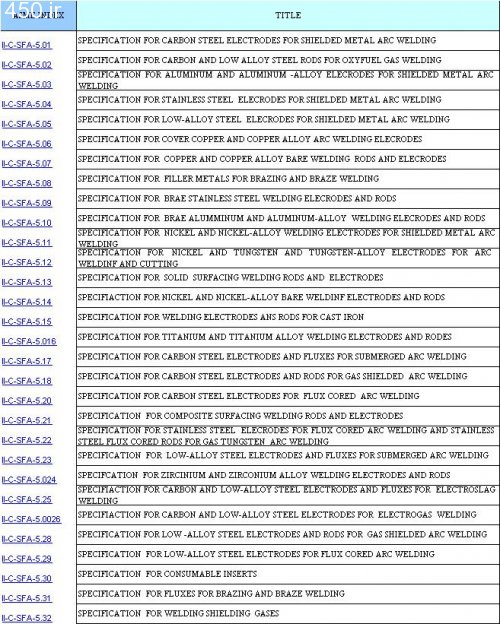 450.ir
ASME INDEX TITLE
II-C-SFA-5.01 SPECIFICATION FOR CARBON STEEL ELECTRODES FOR SHIELDED METAL ARC WELDING
II-C-SFA-5.02 SPECIFICATION FOR CARBON AND LOW ALLOY STEEL RODS FOR OXYFUEL GAS WELDING
II-C-SFA-5.03 SPECIFICATION FOR ALUMINUM AND ALUMINUM -ALLOY ELECRODES FOR SHIELDED METAL ARC
WELDING
II-C-SFA-5.04 SPECIFICATION FOR STAINLESS STEEL ELECRODES FOR SHIELDED METAL ARC WELDING
II-C-SFA-5.05 SPECIFICATION FOR LOW-ALLOY STEEL ELECRODES FOR SHIELDED METAL ARC WELDING
II-C-SFA-5.06 SPECIFICATION FOR COVER COPPER AND COPPER ALLOY ARC WELDING ELECRODES
II-C-SFA-5.07 SPECIFICATION FOR COPPER AND COPPER ALLOY BARE WELDING RODS AND ELECRODES
II-C-SFA-5.08 SPECIFICATION FOR FILLER METALS FOR BRAZING AND BRAZE WELDING
II-C-SFA-5.09 SPECIFICATION FOR BRAE STAINLESS STEEL WELDING ELECRODES AND RODS
II-C-SFA-5.10 SPECIFICATION FOR BRAE ALUMMINUM AND ALUMINUM-ALLOY WELDING ELECRODES AND RODS
II-C-SFA-5.11 SPECIFICATION FOR NICKEL AND NICKEL-ALLOY WELDING ELECTRODES FOR SHIELDED METAL ARC
WELDING
II-C-SFA-5.12 SPECIFICATION FOR NICKEL AND TUNGSTEN AND TUNGSTEN-ALLOY ELECTRODES FOR ARC
WELDINF AND CUTTING
II-C-SFA-5.13 SPECIFICATION FOR SOLID SURFACING WELDING RODS AND ELECTRODES
II-C-SFA-5.14 SPECIFIACTION FOR NICKEL AND NICKEL-ALLOY BARE WELDINF ELECTRODES AND RODS
II-C-SFA-5.15 SPECIFICATION FOR WELDING ELECTRODES ANS RODS FOR CAST IRON
II-C-SFA-5.016 SPECIFICATION FOR TITANIUM AND TITANIUM ALLOY WELDING ELECTRODES AND RODES
II-C-SFA-5.17 SPECIFICATION FOR CARBON STEEL ELECTRODES AND FLUXES FOR SUBMERGED ARC WELDING
II-C-SFA-5.18 SPECIFICATION FOR CARBON STEEL ELECTRODES AND RODS FOR GAS SHIELDED ARC WELDING
II-C-SFA-5.20 SPECIFICATION FOR CARBON STEEL ELECTRODES FOR FLUX CORED ARC WELDING
II-C-SFA-5.21 SPECIFICATION FOR COMPOSITE SURFACING WELDING RODS AND ELECTRODES
II-C-SFA-5.22 SPECIFICATION FOR STAINLESS STEEL ELECRODES FOR FLUX CORED ARC WELDING AND STAINLESS
STEEL FLUX CORED RODS FOR GAS TUNGSTEN ARC WELDING
II-C-SFA-5.23 SPECIFICATION FOR LOW-ALLOY STEEL ELECTRODES AND FLUXES FOR SUBMERGED ARC WELDING
II-C-SFA-5.024 SPECIFICATION FOR ZIRCINIUM AND ZIRCONIUM ALLOY WELDING ELECTRODES AND RODS
II-C-SFA-5.25 SPECIFIACTION FOR CARBON AND LOW-ALLOY STEEL ELECTRODES AND FLUXES FOR ELECTROSLAG
WELDING
II-C-SFA-5.0026 SPECIFIACTION FOR CARBON AND LOW-ALLOY STEEL ELECTRODES FOR ELECTROGAS WELDING
II-C-SFA-5.28 SPECIFICATION FOR LOW -ALLOY STEEL ELECTRODES AND RODS FOR GAS SHIELDED ARC WELDING
II-C-SFA-5.29 SPECIFICATION FOR LOW-ALLOY STEEL ELECTRODES FOR FLUX CORED ARC WELDING
II-C-SFA-5.30 SPECIFICATION FOR CONSUMABLE INSERTS
II-C-SFA-5.31 SPECIFICATION FOR FLUXES FOR BRAZING AND BRAZE WELDING
II-C-SFA-5.32 SPECIFICATION FOR WELDING SHIELDING GASES